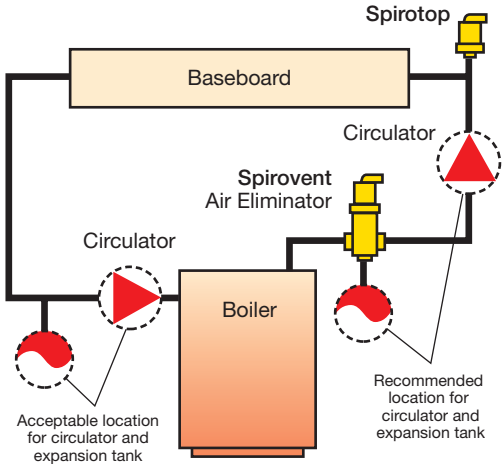 Spirotop
Baseboard
Circulator
Spirovent
Air Eliminator
Circulator
Boiler
Recommended
location for
circulator and
expansion tank
Acceptable location
for circulator and
expansion tank